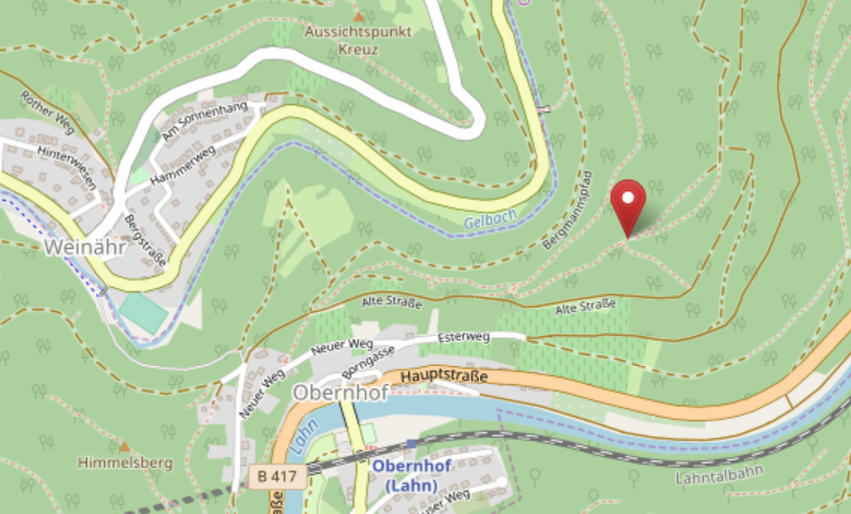 Aussichtspunkt
Kreuz
Rother Weg
Am Sonnenhang
Hinterwiesen
Hammerweg
Bergstraße
Weinähr
Gelbach
Bergmannspfad
Alte Straße
Alte Straße
Neuer Weg
Esterweg
Borngasse
Hauptstraße
Neuer Weg
Obernhof
Lahn
Himmelsberg
B 417
Obernhof
(Lahn)
Lahntalbahn